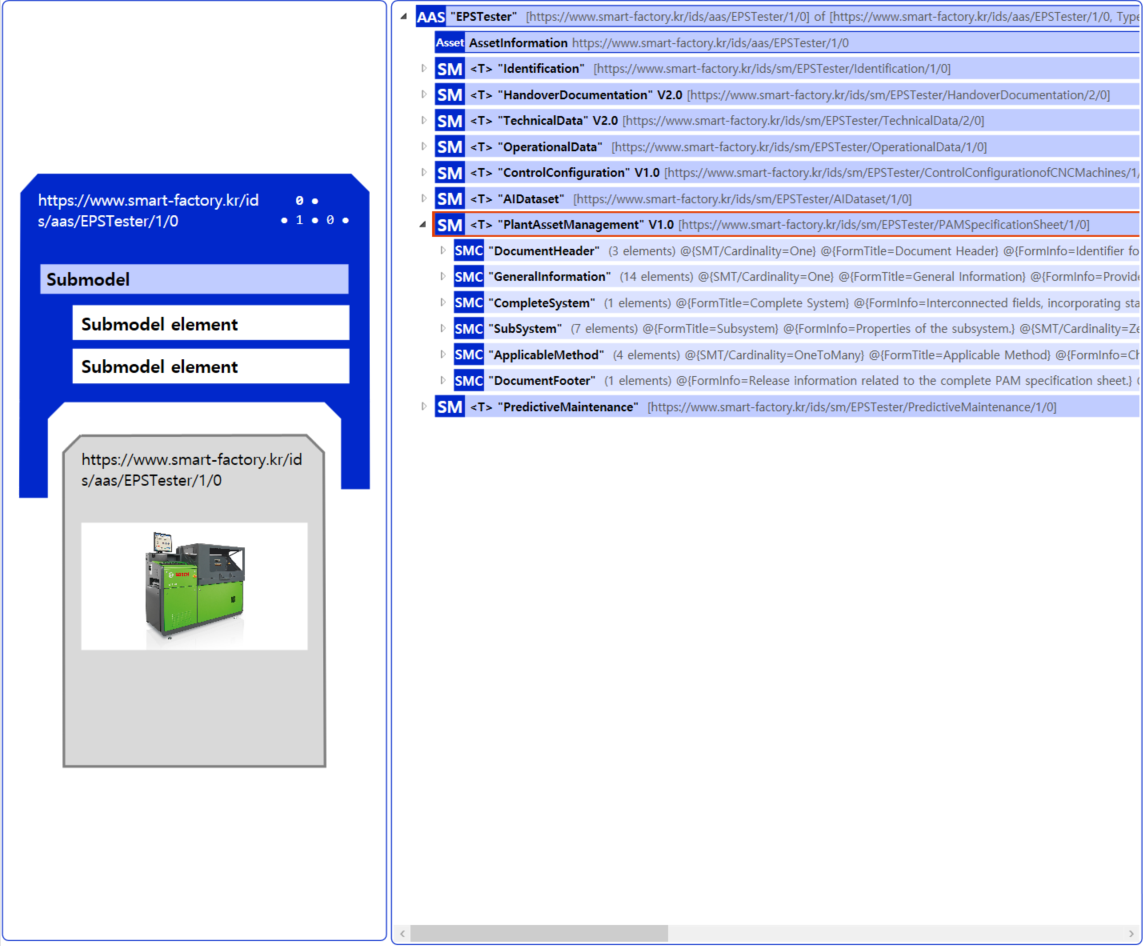 https://www.smart-factory.kr/id
s/aas/EPSTester/1/0
0 •
• 1 • 0 •
Submodel
Submodel element
Submodel element
https://www.smart-factory.kr/id
s/aas/EPSTester/1/0
AAS "EPSTester" [https://www.smart-factory.kr/ids/aas/EPSTester/1/0] of [https://www.smart-factory.kr/ids/aas/EPSTester/1/0, Type
Asset AssetInformation https://www.smart-factory.kr/ids/aas/EPSTester/1/0
SM <T> "Identification" [https://www.smart-factory.kr/ids/sm/EPSTester/Identification/1/0]
SM <T> "HandoverDocumentation" V2.0 [https://www.smart-factory.kr/ids/sm/EPSTester/HandoverDocumentation/2/0]
SM <T> "TechnicalData" V2.0 [https://www.smart-factory.kr/ids/sm/EPSTester/TechnicalData/2/0]
SM <T> "OperationalData" [https://www.smart-factory.kr/ids/sm/EPSTester/OperationalData/1/0]
SM <T> "ControlConfiguration" V1.0 [https://www.smart-factory.kr/ids/sm/EPSTester/ControlConfigurationofCNCMachines/1/
SM <T> "AIDataset" [https://www.smart-factory.kr/ids/sm/EPSTester/AIDataset/1/0]
SM <T> "PlantAssetManagement" V1.0 [https://www.smart-factory.kr/ids/sm/EPSTester/PAMSpecificationSheet/1/0]
SMC "DocumentHeader" (3 elements) @{SMT/Cardinality=One} @{FormTitle=Document Header} @{FormInfo=Identifier fo
SMC "GeneralInformation" (14 elements) @{SMT/Cardinality=One} @{FormTitle=General Information} @{FormInfo=Provid
SMC "CompleteSystem" (1 elements) @{FormTitle=Complete System} @{FormInfo=Interconnected fields, incorporating sta
SMC "SubSystem" (7 elements) @{FormTitle=Subsystem} @{FormInfo=Properties of the subsystem.} @{SMT/Cardinality=Ze
SMC "ApplicableMethod" (4 elements) @{SMT/Cardinality=OneToMany} @{FormTitle=Applicable Method} @{FormInfo=Ch
SMC "DocumentFooter" (1 elements) @{FormInfo=Release information related to the complete PAM specification sheet.}
SM <T> "PredictiveMaintenance" [https://www.smart-factory.kr/ids/sm/EPSTester/PredictiveMaintenance/1/0]